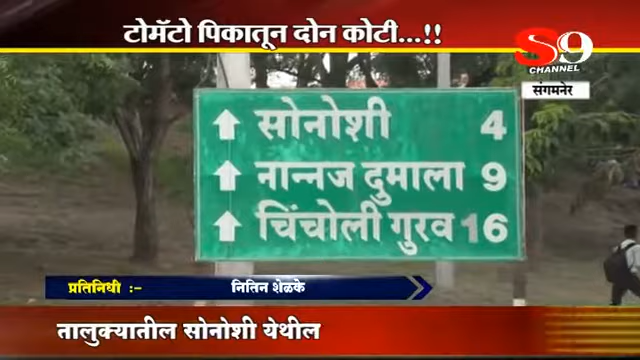 टोमॅटो पिकातून दोन कोटी...!!
S9
CHANNEL
संगमनेर
सोनोशी 4
नान्नज दुमाला 9
चिंचोली गुरव 16
प्रतिनिधी :- नितिन शेळके
तालुक्यातील सोनोशी येथील